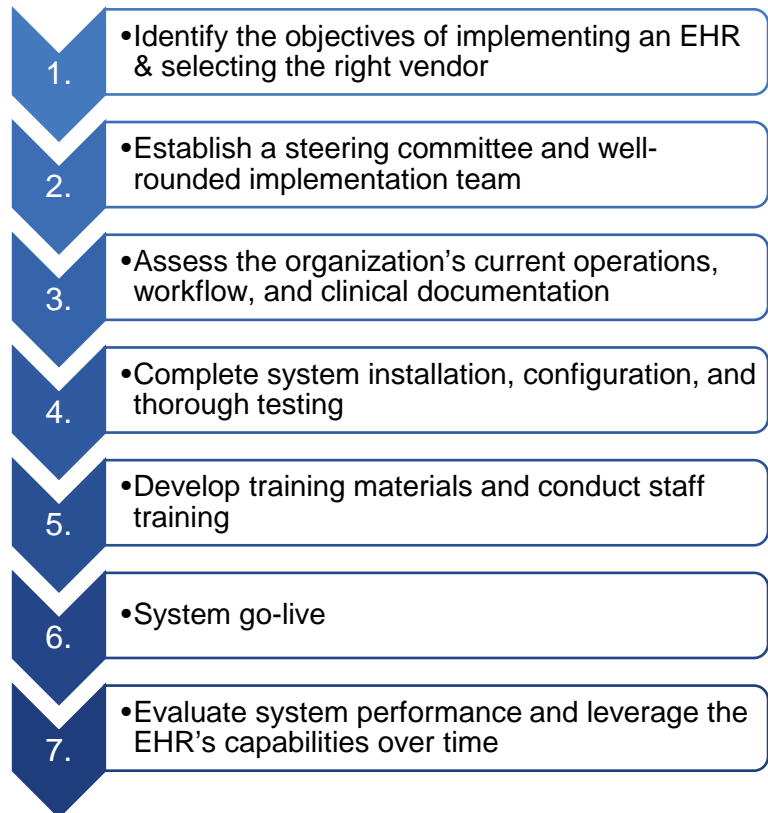 1.
•Identify the objectives of implementing an EHR
& selecting the right vendor
2.
•Establish a steering committee and well-
rounded implementation team
3.
•Assess the organization’s current operations,
workflow, and clinical documentation
4.
•Complete system installation, configuration, and
thorough testing
5.
•Develop training materials and conduct staff
training
6.
•System go-live
7.
•Evaluate system performance and leverage the
EHR’s capabilities over time